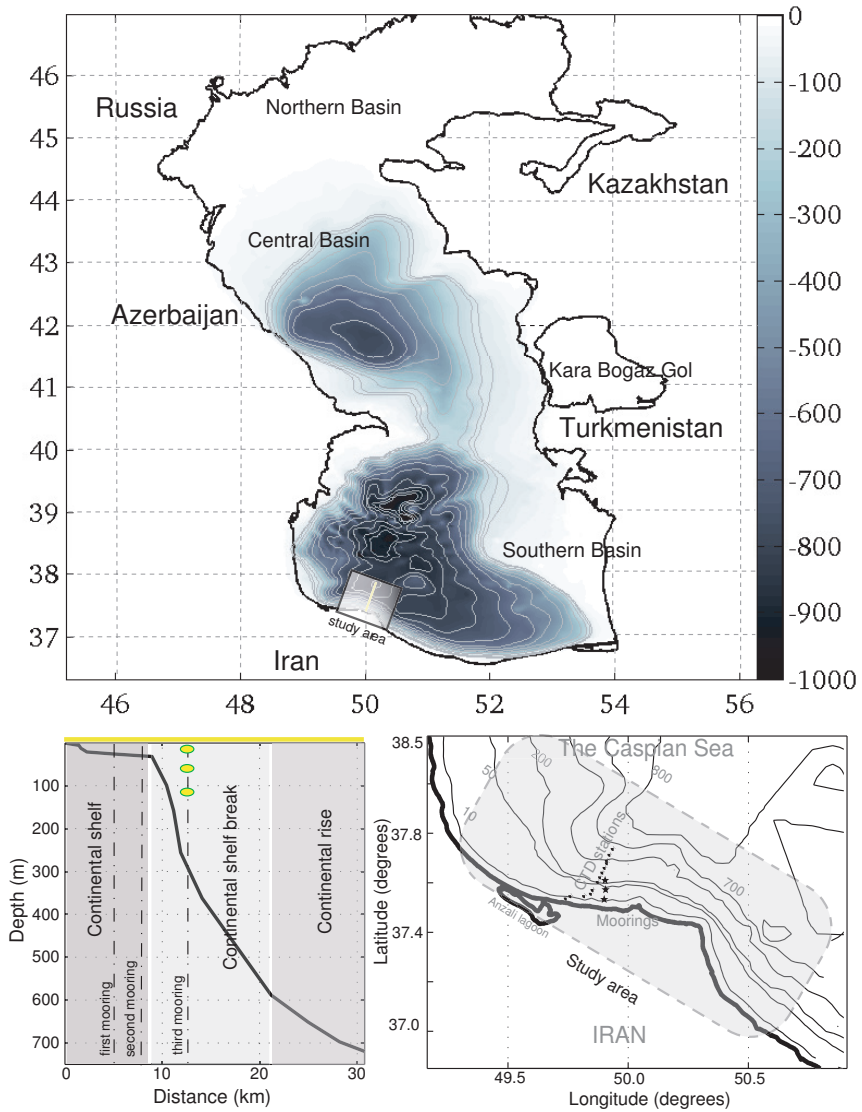 0
46
Russia
Northern Basin
-100
45
-200
Kazakhstan
44
-300
Central Basin
43
-400
Azerbaijan
42
-500
Kara Bogaz Gol
41
-600
Turkmenistan
40
-700
39
-800
Southern Basin
38
-900
37
study area
Iran
-1000
46 48 50 52 54 56
0
100
200
300
400
500
600
700
Depth (m)
Continental shelf
Continental shelf break
Continental rise
first mooring
second mooring
third mooring
0 10 20 30
Distance (km)
38.5
37.8
37.4
37.0
Latitude (degrees)
The Caspian Sea
10
50
200
800
700
CTD stations
Anzali lagoon
Moorings
Study area
IRAN
49.5 50.0 50.5
Longitude (degrees)